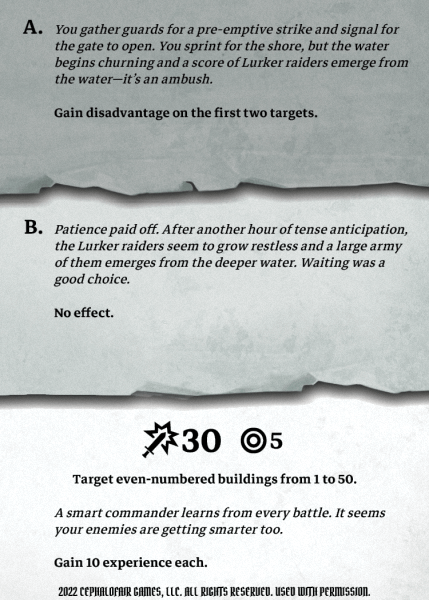 A. You gather guards for a pre-emptive strike and signal for
the gate to open. You sprint for the shore, but the water
begins churning and a score of Lurker raiders emerge from
the water—it's an ambush.
Gain disadvantage on the first two targets.
B. Patience paid off. After another hour of tense anticipation,
the Lurker raiders seem to grow restless and a large army
of them emerges from the deeper water. Waiting was a
good choice.
No effect.
30 5
Target even-numbered buildings from 1 to 50.
A smart commander learns from every battle. It seems
your enemies are getting smarter too.
Gain 10 experience each.
2022 CEPHALOFAIR GAMES, LLC. ALL RIGHTS RESERVED. USED WITH PERMISSION.